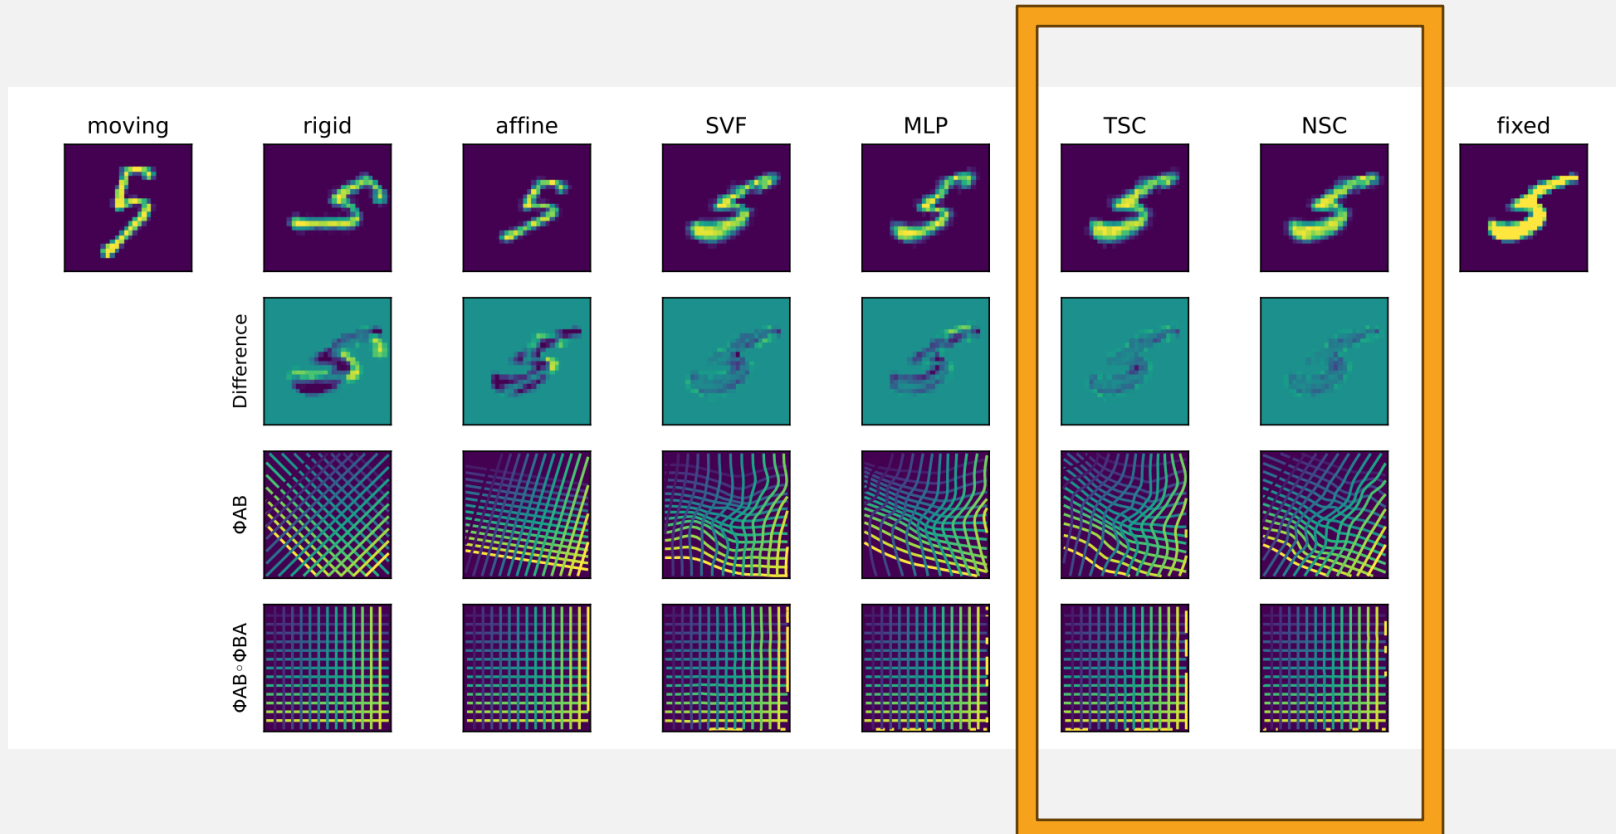 moving
rigid
affine
SVF
MLP
TSC
NSC
fixed
Difference
ΦAB
ΦAB∘ΦBA